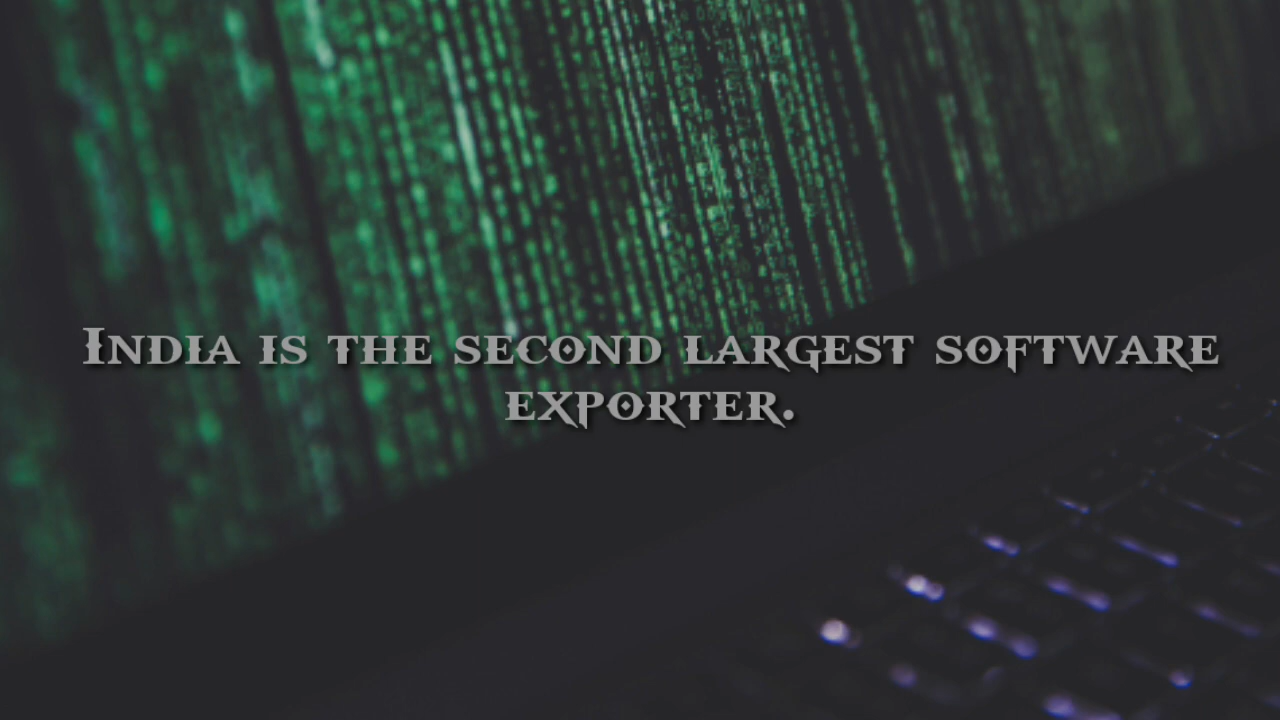 India is the second largest software
exporter.